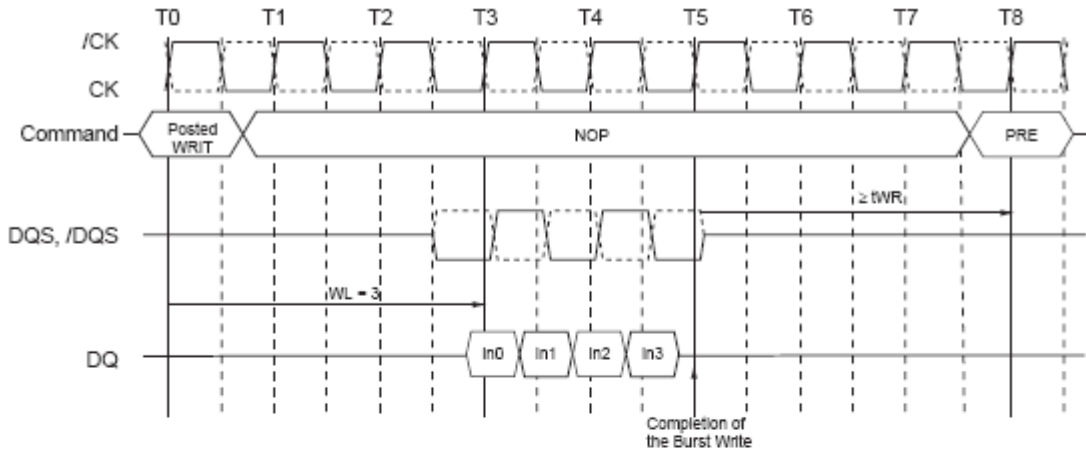 T0 T1 T2 T3 T4 T5 T6 T7 T8
/CK
CK
Command
Posted
WRIT
NOP
PRE
≥ tWR
DQS, /DQS
WL = 3
DQ
In0 In1 In2 In3
Completion of
the Burst Write